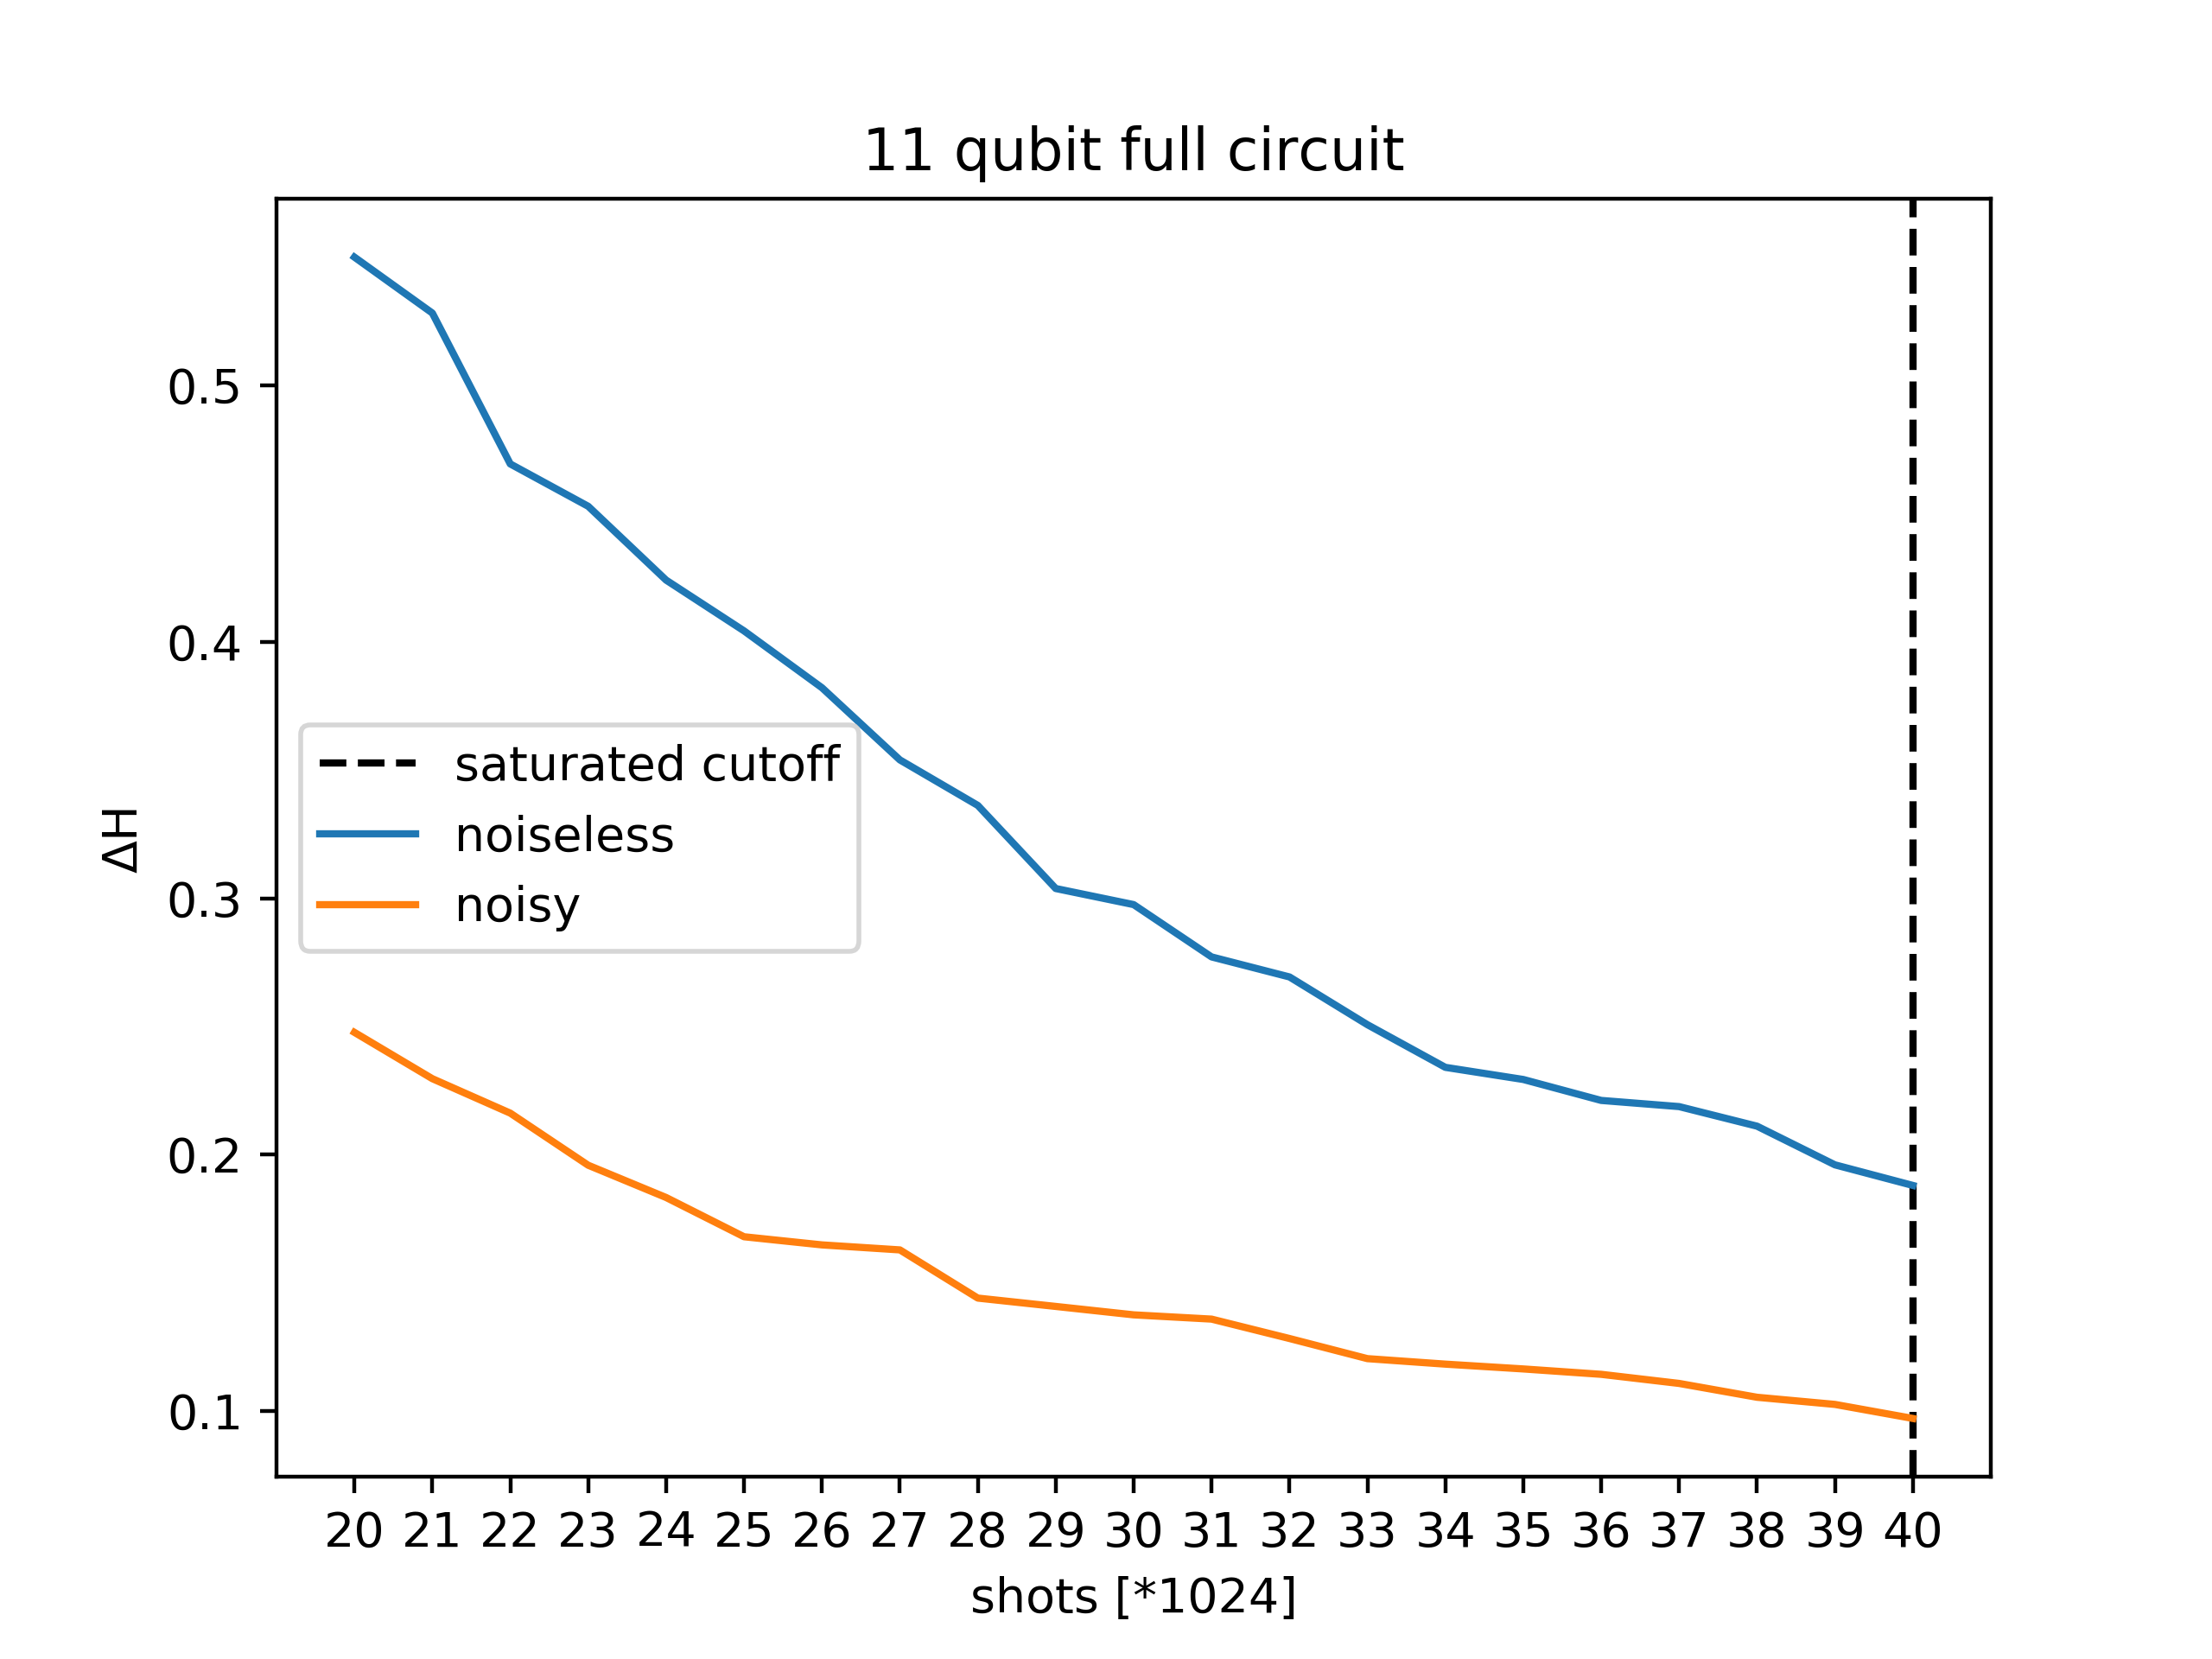 11 qubit full circuit
0.5
0.4
0.3
0.2
0.1
ΔH
saturated cutoff
noiseless
noisy
20 21 22 23 24 25 26 27 28 29 30 31 32 33 34 35 36 37 38 39 40
shots [*1024]